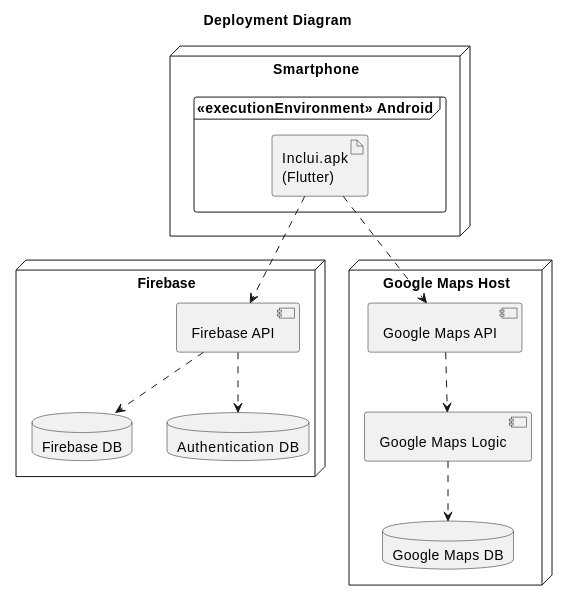 Deployment Diagram
Smartphone
«executionEnvironment» Android
Inclui.apk
(Flutter)
Firebase
Google Maps Host
Firebase API
Google Maps API
Firebase DB
Authentication DB
Google Maps Logic
Google Maps DB